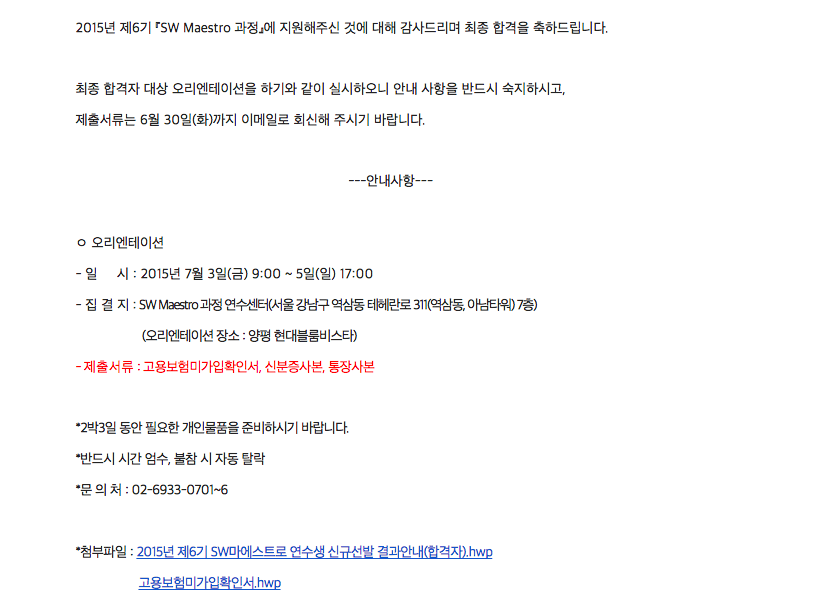 2015년 제6기 『SW Maestro 과정』에 지원해주신 것에 대해 감사드리며 최종 합격을 축하드립니다.
최종 합격자 대상 오리엔테이션을 하기와 같이 실시하오니 안내 사항을 반드시 숙지하시고,
제출서류는 6월 30일(화)까지 이메일로 회신해 주시기 바랍니다.
---안내사항---
ㅇ 오리엔테이션
- 일 시 : 2015년 7월 3일(금) 9:00 ~ 5일(일) 17:00
- 집 결 지 : SW Maestro 과정 연수센터(서울 강남구 역삼동 테헤란로 311(역삼동, 아남타워) 7층)
(오리엔테이션 장소 : 양평 현대블룸비스타)
- 제출서류 : 고용보험미가입확인서, 신분증사본, 통장사본
*2박3일 동안 필요한 개인물품을 준비하시기 바랍니다.
*반드시 시간 엄수, 불참 시 자동 탈락
*문 의 처 : 02-6933-0701~6
*첨부파일 : 2015년 제6기 SW마에스트로 연수생 신규선발 결과안내(합격자).hwp
고용보험미가입확인서.hwp